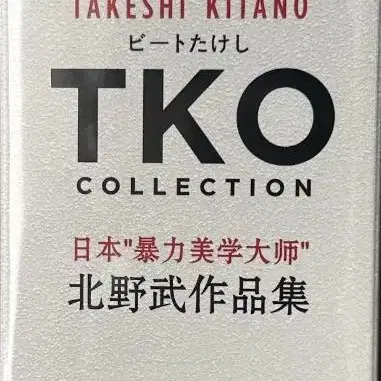 TAKESHI KITANO
ビートたけし
TKO
COLLECTION
日本"暴力美学大师"
北野武作品集